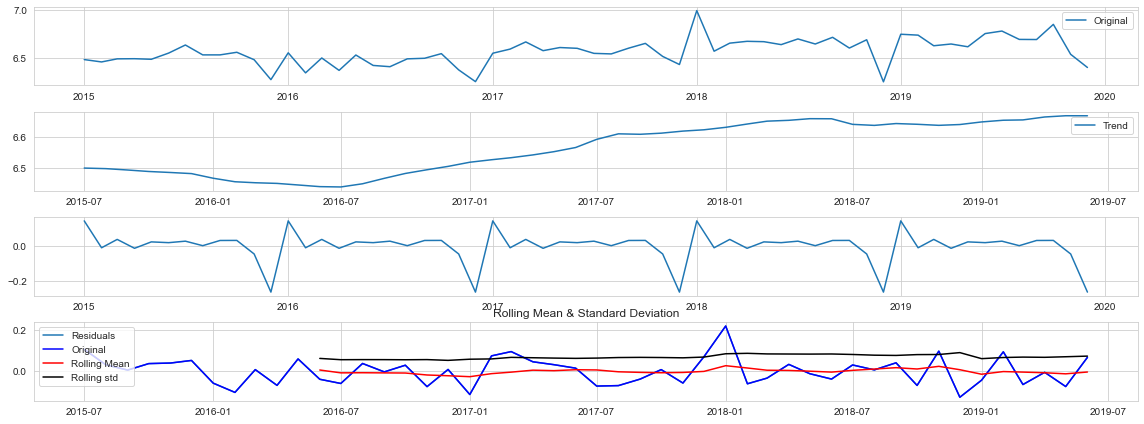 7.0
6.5
Original
2015 2016 2017 2018 2019 2020
6.6
6.5
Trend
2015-07 2016-01 2016-07 2017-01 2017-07 2018-01 2018-07 2019-01 2019-07
0.0
−0.2
2015 2016 2017 2018 2019 2020
Rolling Mean & Standard Deviation
0.2
0.0
Residuals
Original
Rolling Mean
Rolling std
2015-07 2016-01 2016-07 2017-01 2017-07 2018-01 2018-07 2019-01 2019-07